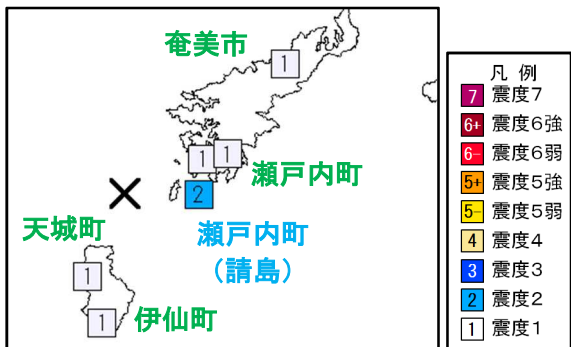 奄美市
1
1
1
瀬戸内町
2
天城町
瀬戸内町
(請島)
1
1
伊仙町
凡例
7 震度7
6+ 震度6強
6- 震度6弱
5+ 震度5強
5- 震度5弱
4 震度4
3 震度3
2 震度2
1 震度1